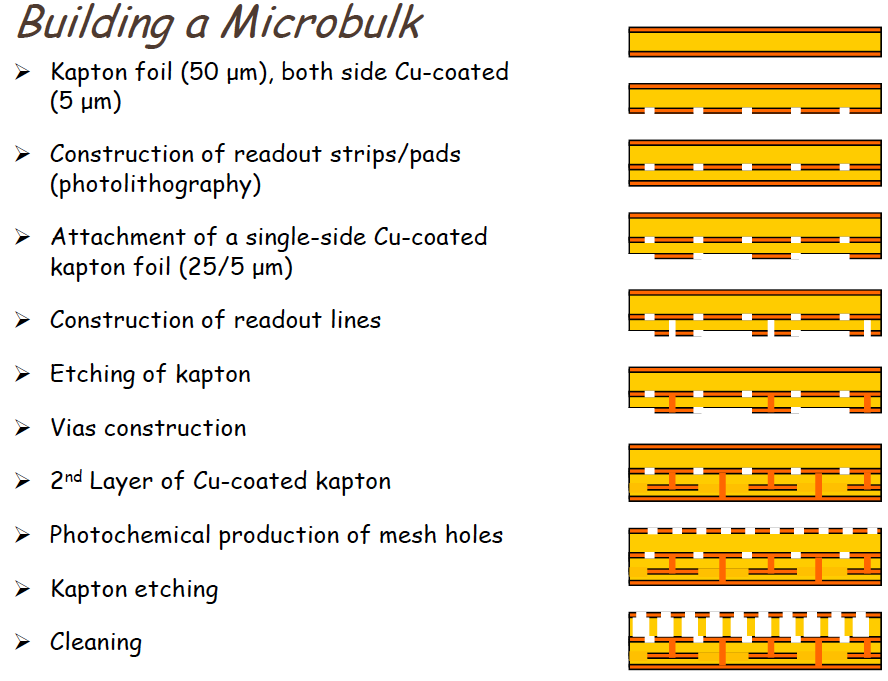 Building a Microbulk
➢ Kapton foil (50 μm), both side Cu-coated
(5 μm)
➢ Construction of readout strips/pads
(photolithography)
➢ Attachment of a single-side Cu-coated
kapton foil (25/5 μm)
➢ Construction of readout lines
➢ Etching of kapton
➢ Vias construction
➢ 2nd Layer of Cu-coated kapton
➢ Photochemical production of mesh holes
➢ Kapton etching
➢ Cleaning